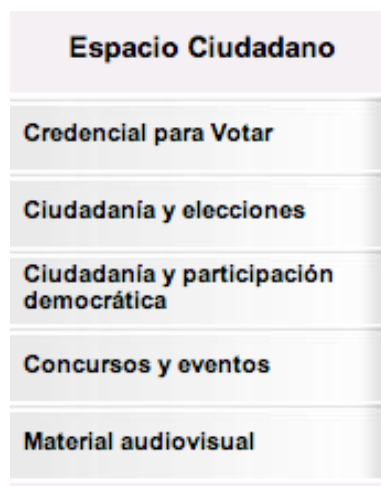 Espacio Ciudadano
Credencial para Votar
Ciudadanía y elecciones
Ciudadanía y participación
democrática
Concursos y eventos
Material audiovisual